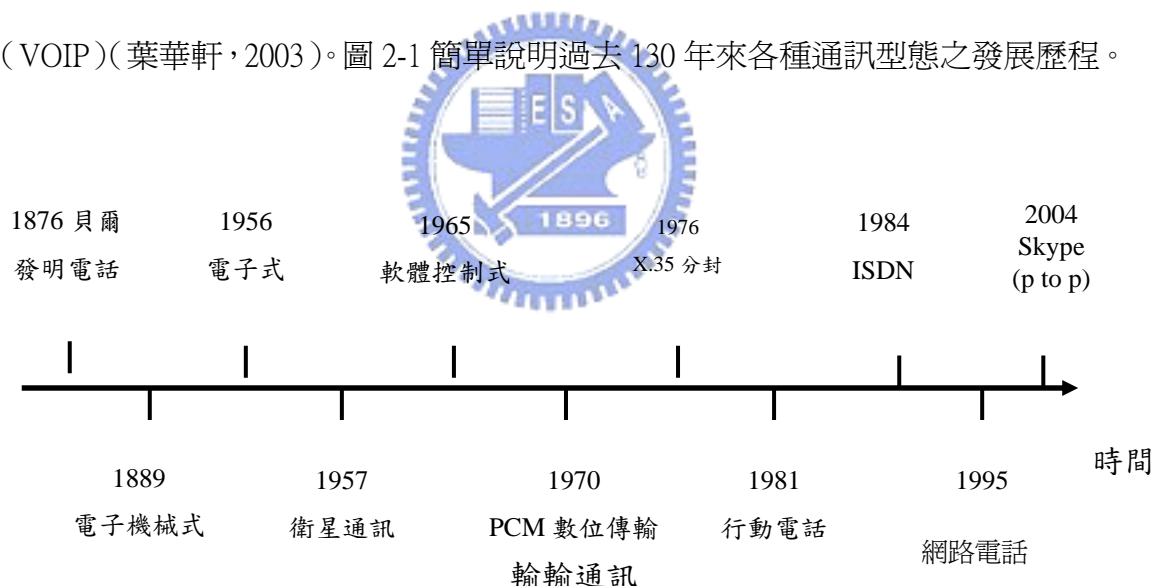 (VOIP)(葉華軒,2003)。圖 2-1 簡單說明過去 130 年來各種通訊型態之發展歷程。
E S A
1896
1876 貝爾
發明電話
1956
電子式
1965
軟體控制式
1976
X.35 分封
1984
ISDN
2004
Skype
(p to p)
時間
1889
電子機械式
1957
衛星通訊
1970
PCM 數位傳輸
輸輸通訊
1981
行動電話
1995
網路電話